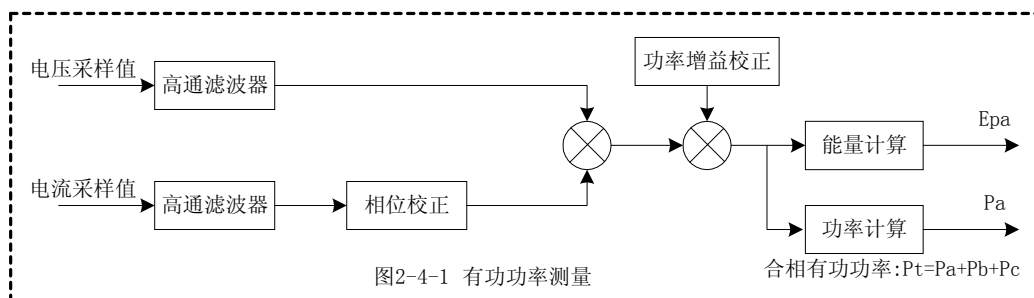 电压采样值
高通滤波器
功率增益校正
Epa
能量计算
电流采样值
高通滤波器
相位校正
Pa
功率计算
合相有功功率:Pt=Pa+Pb+Pc
图2-4-1 有功功率测量